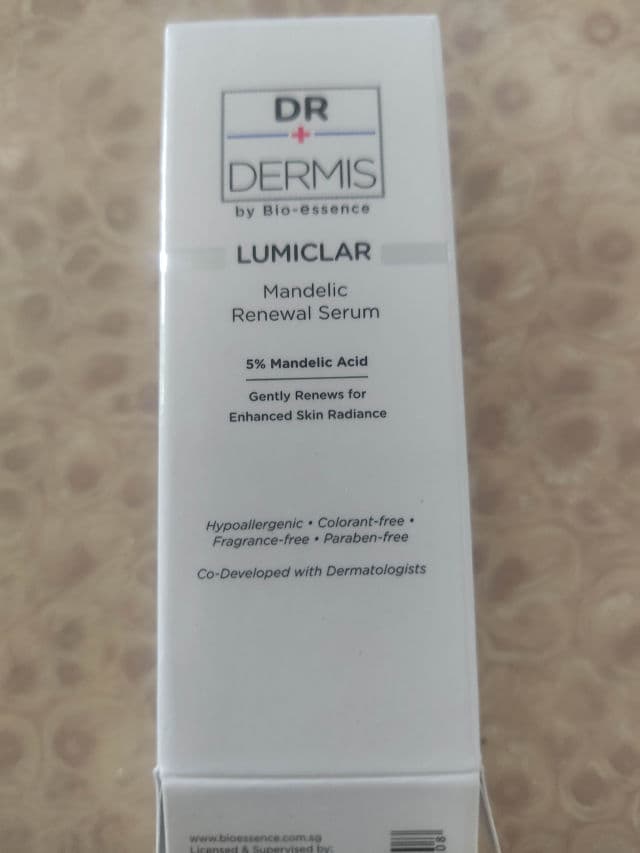 DR
DERMIS
by Bio-essence
LUMICLAR
Mandelic
Renewal Serum
5% Mandelic Acid
Gently Renews for
Enhanced Skin Radiance
Hypoallergenic • Colorant-free •
Fragrance-free • Paraben-free
Co-Developed with Dermatologists
www.bioessence.com.sg
Licensed & Supervised by:
08